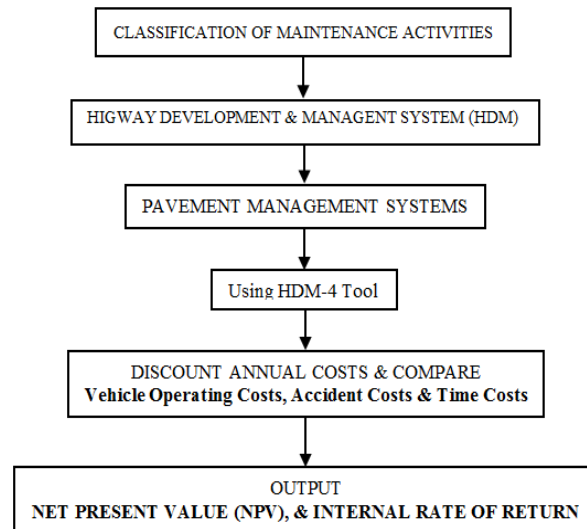 CLASSIFICATION OF MAINTENANCE ACTIVITIES
HIGWAY DEVELOPMENT & MANAGENT SYSTEM (HDM)
PAVEMENT MANAGEMENT SYSTEMS
Using HDM-4 Tool
DISCOUNT ANNUAL COSTS & COMPARE
Vehicle Operating Costs, Accident Costs & Time Costs
OUTPUT
NET PRESENT VALUE (NPV), & INTERNAL RATE OF RETURN